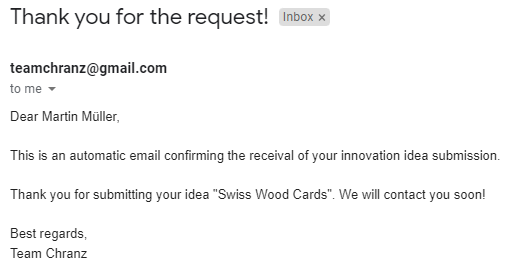 Thank you for the request! Inbox x
teamchranz@gmail.com
to me
Dear Martin Müller,
This is an automatic email confirming the receival of your innovation idea submission.
Thank you for submitting your idea "Swiss Wood Cards". We will contact you soon!
Best regards,
Team Chranz